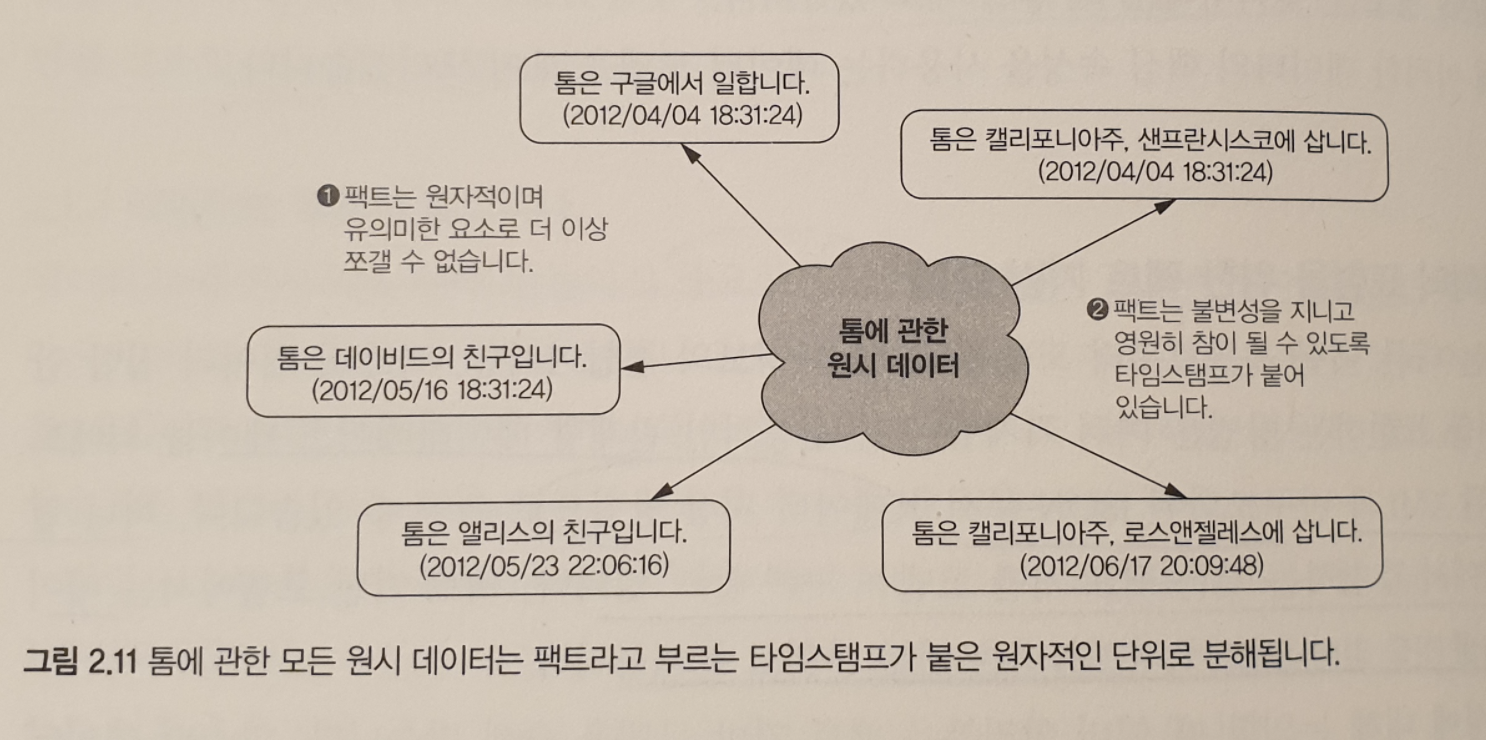 톰은 구글에서 일합니다.
(2012/04/04 18:31:24)
톰은 캘리포니아주, 샌프란시스코에 삽니다.
(2012/04/04 18:31:24)
❶ 팩트는 원자적이며
유의미한 요소로 더 이상
쪼갤 수 없습니다.
톰에 관한
원시 데이터
❷ 팩트는 불변성을 지니고
영원히 참이 될 수 있도록
타임스탬프가 붙어
있습니다.
톰은 데이비드의 친구입니다.
(2012/05/16 18:31:24)
톰은 앨리스의 친구입니다.
(2012/05/23 22:06:16)
톰은 캘리포니아주, 로스앤젤레스에 삽니다.
(2012/06/17 20:09:48)
그림 2.11 톰에 관한 모든 원시 데이터는 팩트라고 부르는 타임스탬프가 붙은 원자적인 단위로 분해됩니다.